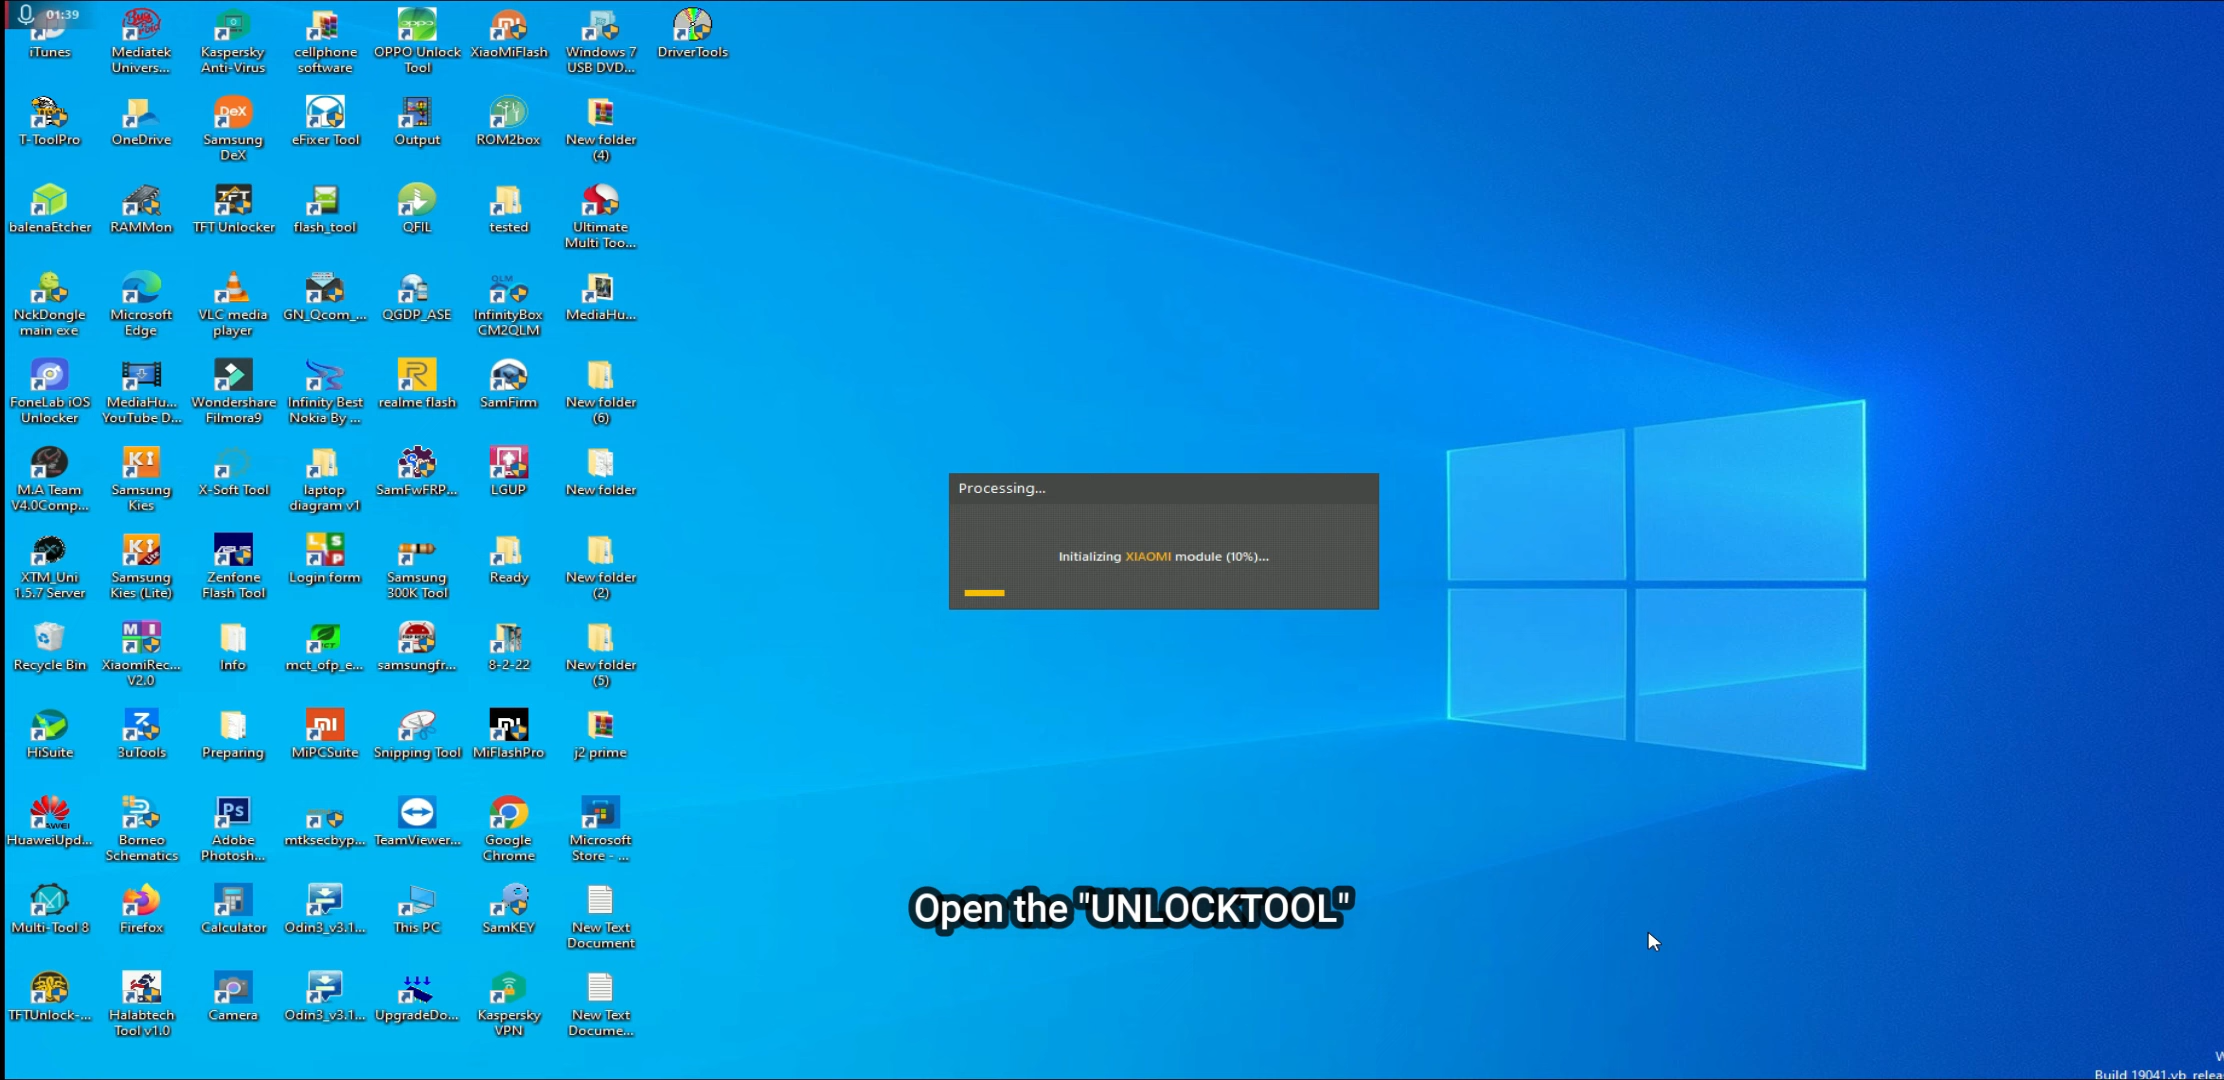 01:39
iTunes
Mediatek
Univers...
Kaspersky
Anti-Virus
cellphone
software
OPPO Unlock
Tool
XiaoMiFlash
Windows 7
USB DVD...
DriverTools
T-ToolPro
OneDrive
Samsung
DeX
eFixer Tool
Output
ROM2box
New folder
(4)
balenaEtcher
RAMMon
TFT Unlocker
flash_tool
QFIL
tested
Ultimate
Multi Too...
NckDongle
main exe
Microsoft
Edge
VLC media
player
GN_Qcom_...
QGDP_ASE
InfinityBox
CM2QLM
MediaHu...
FoneLab iOS
Unlocker
MediaHu...
YouTube D...
Wondershare
Filmora9
Infinity Best
Nokia By ...
realme flash
SamFirm
New folder
(6)
M.A Team
V4.0Comp...
Samsung
Kies
X-Soft Tool
laptop
diagram v1
SamFwFRP...
LGUP
New folder
Processing...
Initializing XIAOMI module (10%)...
XTM_Uni
1.5.7 Server
Samsung
Kies (Lite)
Zenfone
Flash Tool
Login form
Samsung
300K Tool
Ready
New folder
(2)
Recycle Bin
XiaomiRec...
V2.0
Info
mct_ofp_e...
samsungfr...
8-2-22
New folder
(5)
HiSuite
3uTools
Preparing
MiPCSuite
Snipping Tool
MiFlashPro
j2 prime
HuaweiUpd...
Borneo
Schematics
Adobe
Photosh...
mtksecbyp...
TeamViewer...
Google
Chrome
Microsoft
Store - ...
Multi-Tool 8
Firefox
Calculator
Odin3_v3.1...
This PC
SamKEY
New Text
Document
Open the "UNLOCKTOOL"
TFTUnlock-...
Halabtech
Tool v1.0
Camera
Odin3_v3.1...
UpgradeDo...
Kaspersky
VPN
New Text
Docume...
Build 19041.vb_relea